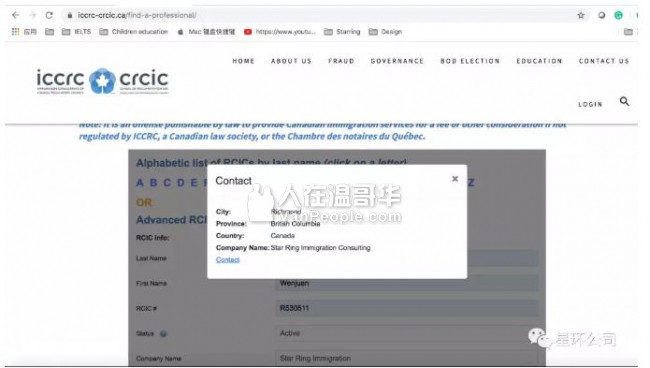 iccrc-crcic.ca/find-a-professional/
应用 IELTS Children education Mac 键盘快捷键 https://www.youtu... Starring Design
HOME ABOUT US FRAUD GOVERNANCE BOD ELECTION EDUCATION CONTACT US
iccrc crcic
LOGIN
Note: It is an offense punishable by law to provide Canadian immigration services for a fee or other consideration if not
regulated by ICCRC, a Canadian law society, or the Chambre des notaires du Québec.
Alphabetic list of RCICs by last name (click on a letter)
A B C D E F Z
OR
Advanced RCI
Contact
x
City: Richmond
Province: British Columbia
Country: Canada
Company Name: Star Ring Immigration Consulting
Contact
人在温哥华
VanPeople.com
RCIC Info:
Last Name
First Name Wenjuan
RCIC # R530511
Status Active
Company Name Star Ring Immigration
星环公司